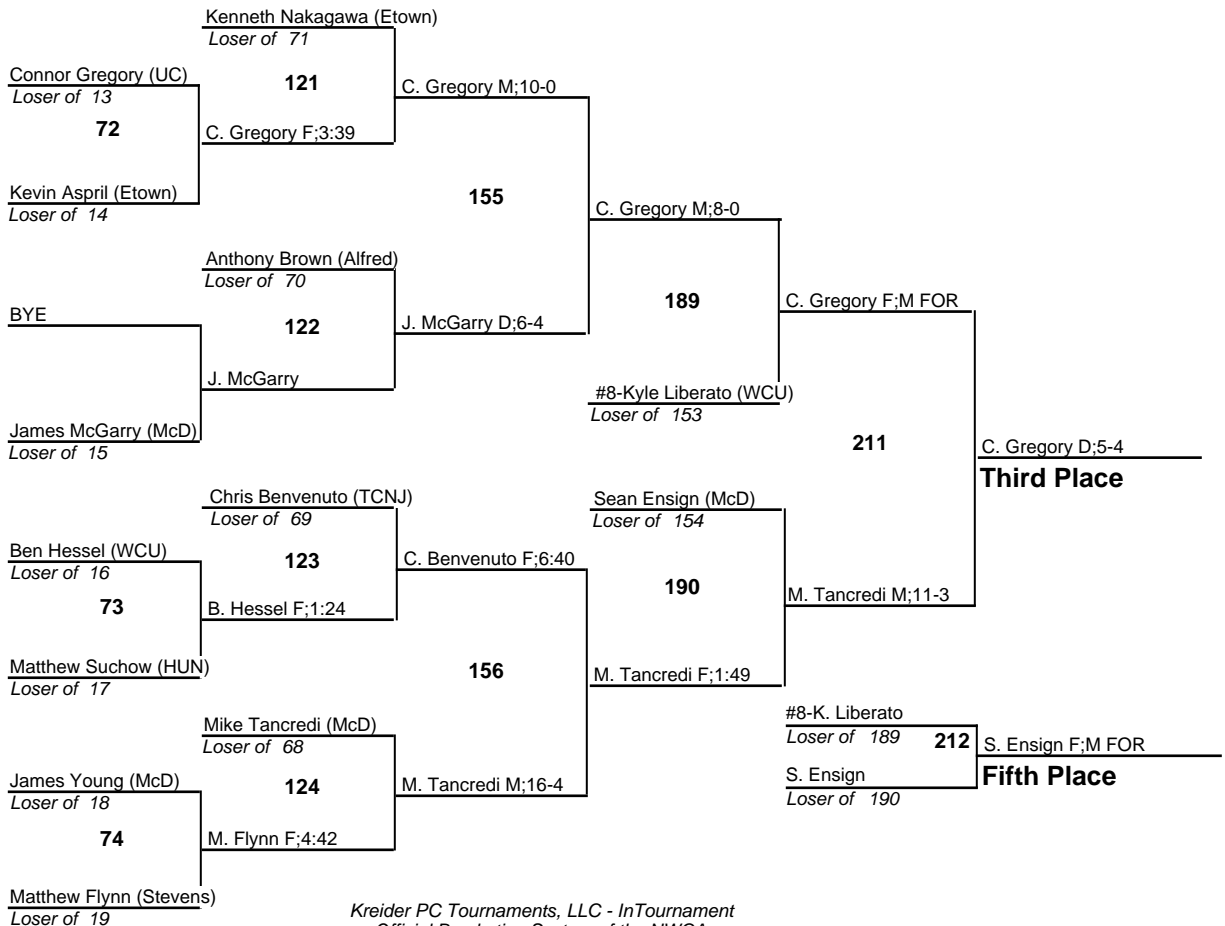 Kenneth Nakagawa (Etown)
Loser of 71
Connor Gregory (UC)
Loser of 13
121
C. Gregory M;10-0
72
C. Gregory F;3:39
Kevin Aspril (Etown)
Loser of 14
155
C. Gregory M;8-0
Anthony Brown (Alfred)
Loser of 70
BYE
122
J. McGarry D;6-4
189
C. Gregory F;M FOR
J. McGarry
#8-Kyle Liberato (WCU)
Loser of 153
James McGarry (McD)
Loser of 15
211
C. Gregory D;5-4
Third Place
Chris Benvenuto (TCNJ)
Loser of 69
Sean Ensign (McD)
Loser of 154
Ben Hessel (WCU)
Loser of 16
123
C. Benvenuto F;6:40
190
73
B. Hessel F;1:24
M. Tancredi M;11-3
Matthew Suchow (HUN)
Loser of 17
156
M. Tancredi F;1:49
Mike Tancredi (McD)
Loser of 68
#8-K. Liberato
Loser of 189
212
S. Ensign F;M FOR
Fifth Place
James Young (McD)
Loser of 18
124
M. Tancredi M;16-4
S. Ensign
Loser of 190
74
M. Flynn F;4:42
Matthew Flynn (Stevens)
Loser of 19
Kreider PC Tournaments, LLC - InTournament